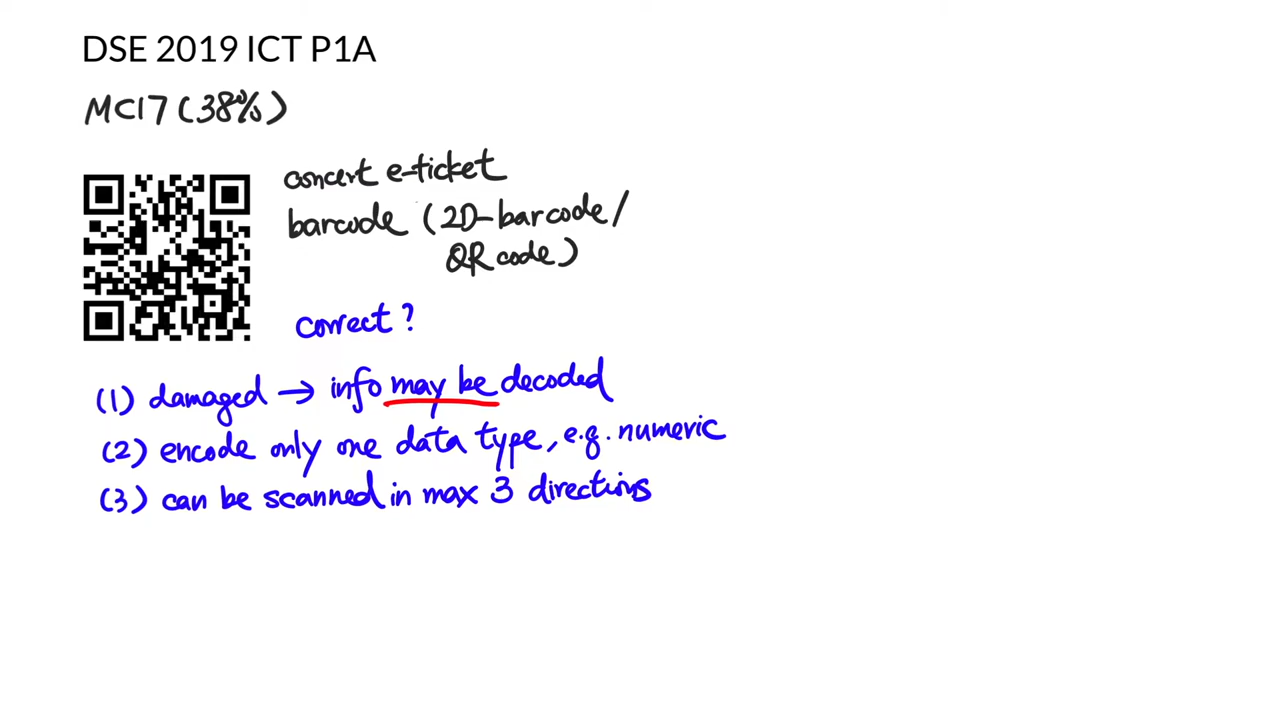 DSE 2019 ICT P1A
MC17 (38%)
concert e-ticket
barcode (2D-barcode/
QR code)
correct?
(1) damaged → info may be decoded
(2) encode only one data type, e.g. numeric
(3) can be scanned in max 3 directions